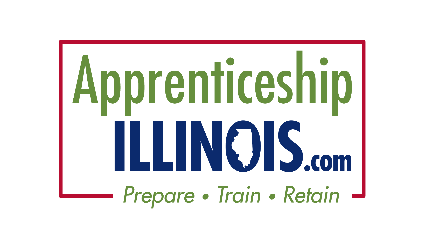 Apprenticeship
ILLINOIS.com
Prepare • Train • Retain